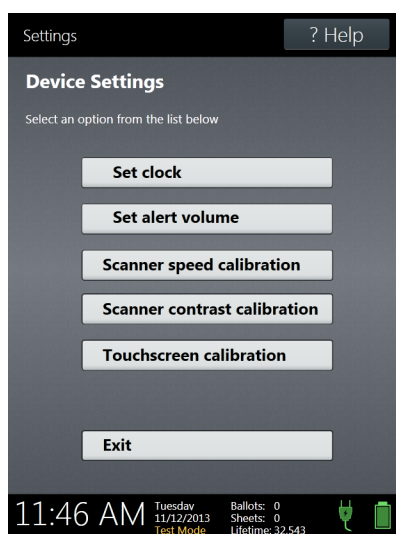 Settings
? Help
Device Settings
Select an option from the list below
Set clock
Set alert volume
Scanner speed calibration
Scanner contrast calibration
Touchscreen calibration
Exit
11:46 AM
Tuesday
11/12/2013
Test Mode
Ballots: 0
Sheets: 0
Lifetime: 32,543